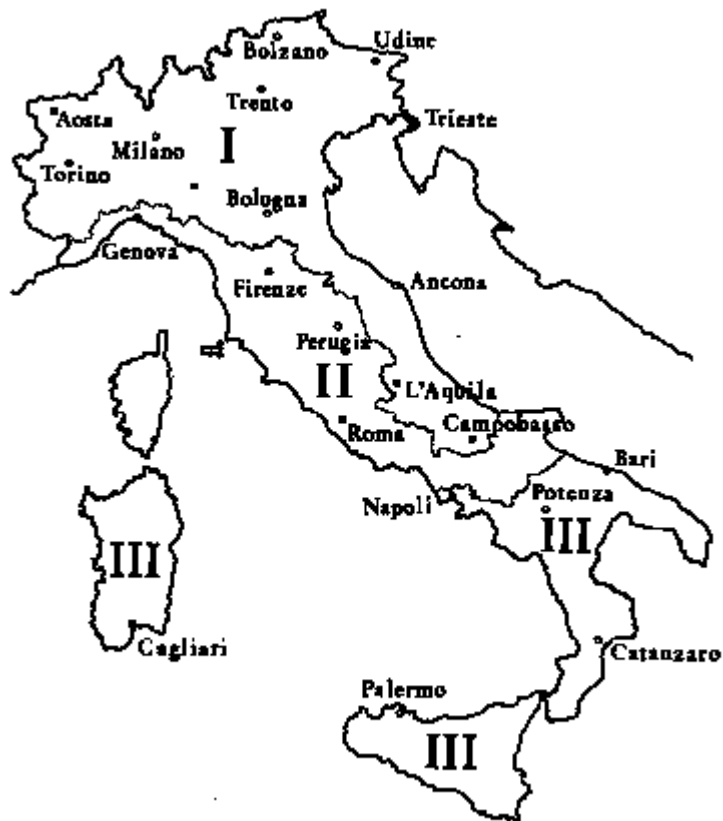 Bolzano
Udine
Trento
Aosta
Trieste
Milano
I
Torino
Bologna
Genova
Firenze
Ancona
Perugia
II
L'Aquila
Roma
Campobasso
Bari
Napoli
Potenza
III
III
Cagliari
Catanzaro
Palermo
III